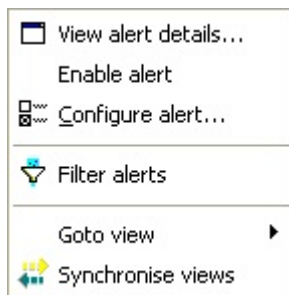 View alert details...
Enable alert
Configure alert...
Filter alerts
Goto view
Synchronise views